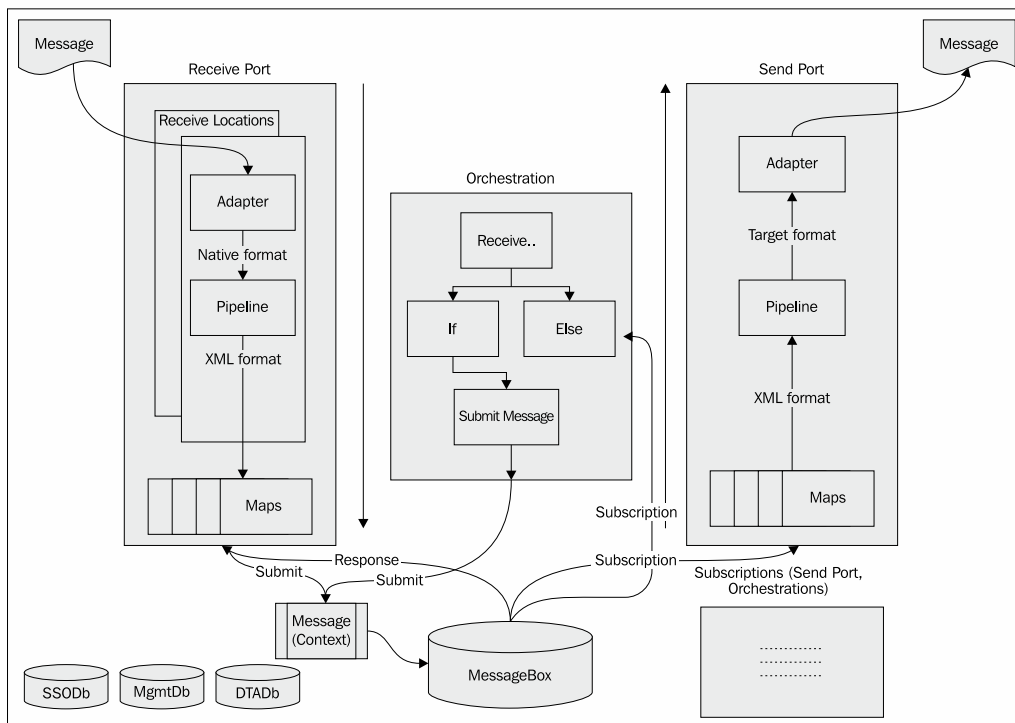 Message
Message
Receive Port
Send Port
Receive Locations
Adapter
Native format
Pipeline
XML format
Maps
Orchestration
Receive..
If
Else
Submit Message
Adapter
Target format
Pipeline
XML format
Maps
Subscription
Response
Subscription
Submit
Submit
Subscriptions (Send Port,
Orchestrations)
Message
(Context)
MessageBox
SSODb
MgmtDb
DTADb